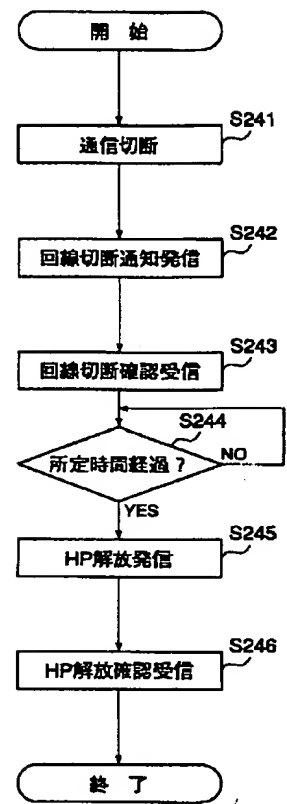 開 始
S241
通信切断
S242
回線切断通知発信
S243
回線切断確認受信
S244
所定時間経過?
NO
YES
S245
HP解放発信
S246
HP解放確認受信
終 了